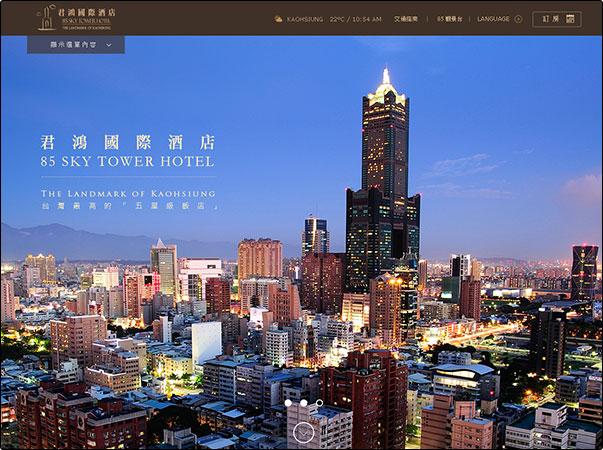 君鴻國際酒店
85 SKY TOWER HOTEL
THE LANDMARK OF KAOHSIUNG
KAOHSIUNG 22°C / 10:54 AM
交通指南
85 觀景台
LANGUAGE
訂房
顯示選單內容
君鴻國際酒店
85 SKY TOWER HOTEL
THE LANDMARK OF KAOHSIUNG
台灣最高的「五星級飯店」